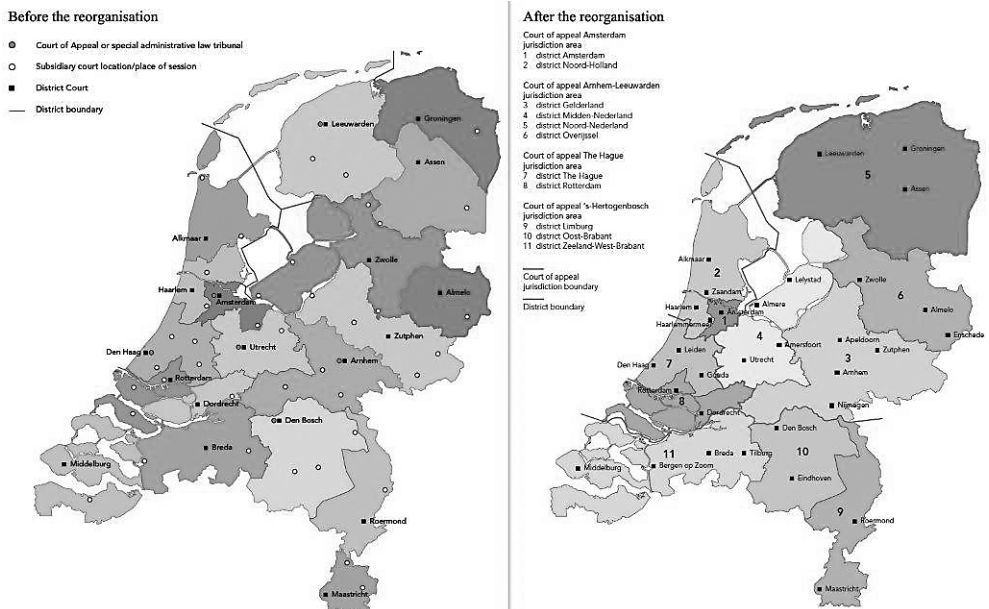 Before the reorganisation
Court of Appeal or special administrative law tribunal
Subsidiary court location/place of session
District Court
District boundary
Leeuwarden
Groningen
Assen
Alkmaar
Zwolle
Haarlem
Amsterdam
Almelo
Zutphen
Den Haag
Utrecht
Arnhem
Rotterdam
Dordrecht
Den Bosch
Breda
Middelburg
Roermond
Maastricht
After the reorganisation
Court of appeal Amsterdam
jurisdiction area
1 district Amsterdam
2 district Noord-Holland
Court of appeal Arnhem-Leeuwarden
jurisdiction area
3 district Gelderland
4 district Midden-Nederland
5 district Noord-Nederland
6 district Overijssel
Court of appeal The Hague
jurisdiction area
7 district The Hague
8 district Rotterdam
Court of appeal 's-Hertogenbosch
jurisdiction area
9 district Limburg
10 district Oost-Brabant
11 district Zeeland-West-Brabant
Court of appeal
jurisdiction boundary
District boundary
Leeuwarden
Groningen
5
Assen
Alkmaar
2
Zwolle
Lelystad
Zaandam
6
Haarlem
Almere
Amsterdam
1
Almelo
Haarlemmermeer
4
Enschede
Apeldoorn
Amersfoort
Leiden
Zutphen
3
Utrecht
Den Haag
7
Gouda
Arnhem
Rotterdam
8
Nijmegen
Dordrecht
Den Bosch
11
Breda
Tilburg
10
Middelburg
Bergen op Zoom
Eindhoven
9
Roermond
Maastricht